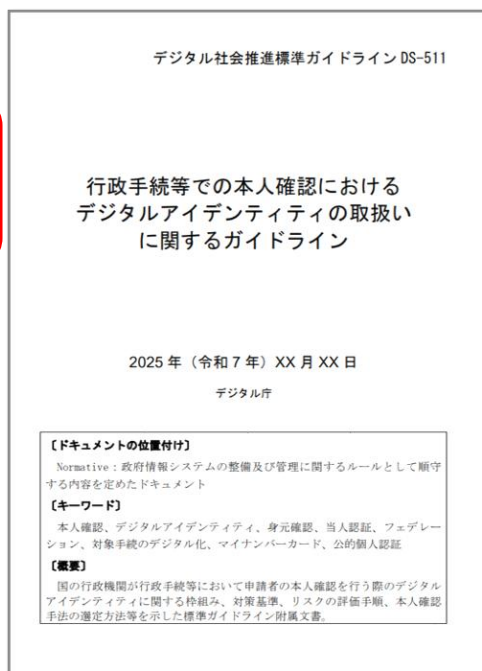 デジタル社会推進標準ガイドライン DS-511
行政手続等での本人確認における
デジタルアイデンティティの取扱い
に関するガイドライン
2025 年（令和７年）XX 月 XX 日
デジタル庁
〔ドキュメントの位置付け〕
Normative：政府情報システムの整備及び管理に関するルールとして順守
する内容を定めたドキュメント
〔キーワード〕
本人確認、デジタルアイデンティティ、身元確認、当人認証、フェデレー
ション、対象手続のデジタル化、マイナンバーカード、公的個人認証
〔概要〕
国の行政機関が行政手続等において申請者の本人確認を行う際のデジタル
アイデンティティに関する枠組み、対策基準、リスクの評価手順、本人確認
手法の選定方法等を示した標準ガイドライン附属文書。